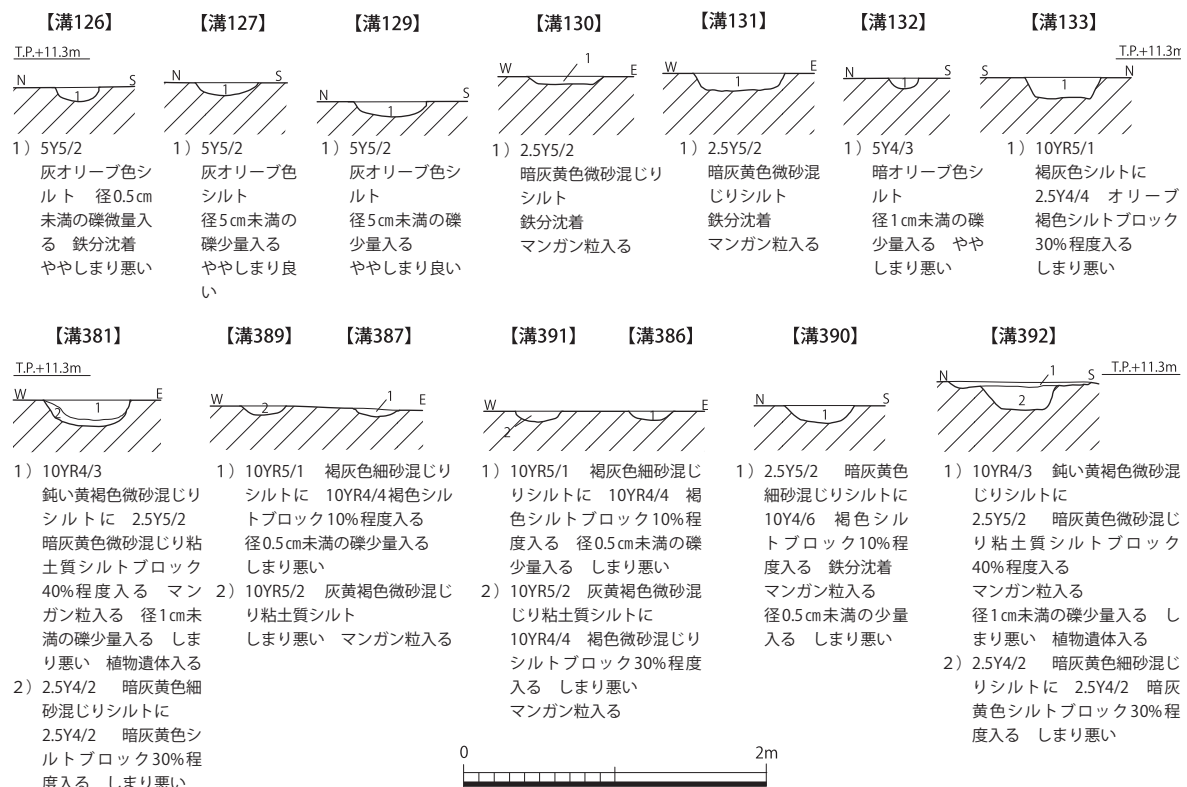 【溝126】
T.P.+11.3m
N S
1
1）5Y5/2
灰オリーブ色シ
ルト　径0.5㎝
未満の礫微量入
る　鉄分沈着
ややしまり悪い
【溝127】
N S
1
1）5Y5/2
灰オリーブ色
シルト
径5㎝未満の
礫少量入る
ややしまり良
い
【溝129】
N S
1
1）5Y5/2
灰オリーブ色シ
ルト
径5㎝未満の礫
少量入る
ややしまり良い
【溝130】
W 1 E
1）2.5Y5/2
暗灰黄色微砂混じり
シルト
鉄分沈着
マンガン粒入る
【溝131】
W E
1
1）2.5Y5/2
暗灰黄色微砂混
じりシルト
鉄分沈着
マンガン粒入る
【溝132】
N S
1
1）5Y4/3
暗オリーブ色シ
ルト
径1㎝未満の礫
少量入る　やや
しまり悪い
【溝133】
T.P.+11.3m
S N
1
1）10YR5/1
褐灰色シルトに
2.5Y4/4　オリーブ
褐色シルトブロック
30%程度入る
しまり悪い
【溝381】
T.P.+11.3m
W E
2 1
1）10YR4/3
鈍い黄褐色微砂混じり
シルトに　2.5Y5/2
暗灰黄色微砂混じり粘
土質シルトブロック
40%程度入る　マン
ガン粒入る　径1㎝未
満の礫少量入る　しま
り悪い　植物遺体入る
2）2.5Y4/2　暗灰黄色細
砂混じりシルトに
2.5Y4/2　暗灰黄色シ
ルトブロック30%程
度入る　しまり悪い
【溝389】　【溝387】
W 2 1 E
1）10YR5/1　褐灰色細砂混じり
シルトに　10YR4/4褐色シル
トブロック10%程度入る
径0.5㎝未満の礫少量入る
しまり悪い
2）10YR5/2　灰黄褐色微砂混じ
り粘土質シルト
しまり悪い　マンガン粒入る
【溝391】　【溝386】
W E
2 1
1）10YR5/1　褐灰色細砂混じ
りシルトに　10YR4/4　褐
色シルトブロック10%程
度入る　径0.5㎝未満の礫
少量入る　しまり悪い
2）10YR5/2　灰黄褐色微砂混
じり粘土質シルトに
10YR4/4　褐色微砂混じり
シルトブロック30%程度
入る　しまり悪い
マンガン粒入る
【溝390】
N S
1
1）2.5Y5/2　暗灰黄色
細砂混じりシルトに
10Y4/6　褐色シル
トブロック10%程
度入る　鉄分沈着
マンガン粒入る
径0.5㎝未満の少量
入る　しまり悪い
【溝392】
N 1 S
T.P.+11.3m
2
1）10YR4/3　鈍い黄褐色微砂混
じりシルトに
2.5Y5/2　暗灰黄色微砂混じ
り粘土質シルトブロック
40%程度入る
マンガン粒入る
径1㎝未満の礫少量入る　し
まり悪い　植物遺体入る
2）2.5Y4/2　暗灰黄色細砂混じ
りシルトに　2.5Y4/2　暗灰
黄色シルトブロック30%程
度入る　しまり悪い
0 2m